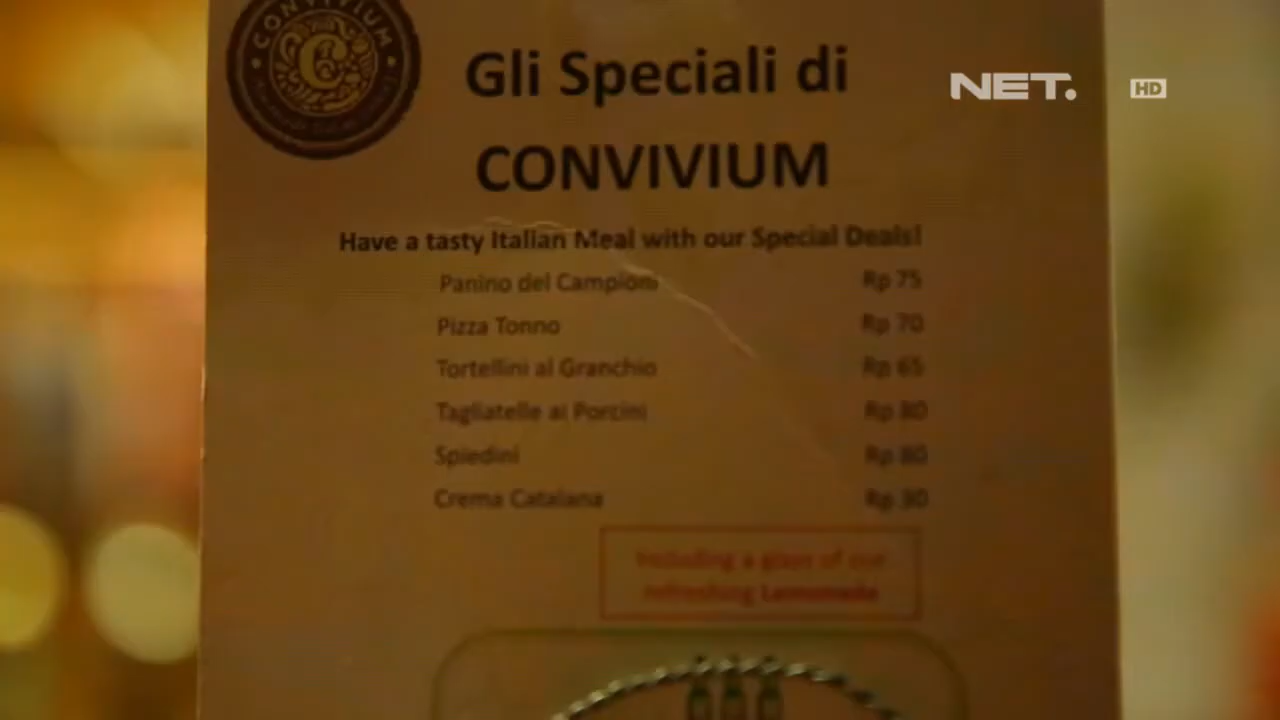 CONVIVIUM
Gli Speciali di
NET.
HD
CONVIVIUM
Have a tasty Italian Meal with our Special Deals!
Panino del Campioni Rp 75
Pizza Tonno Rp 70
Tortellini al Granchio Rp 65
Tagliatelle ai Porcini Rp 80
Spiedini Rp 80
Crema Catalana Rp 30
Including a glass of our
refreshing Lemonade